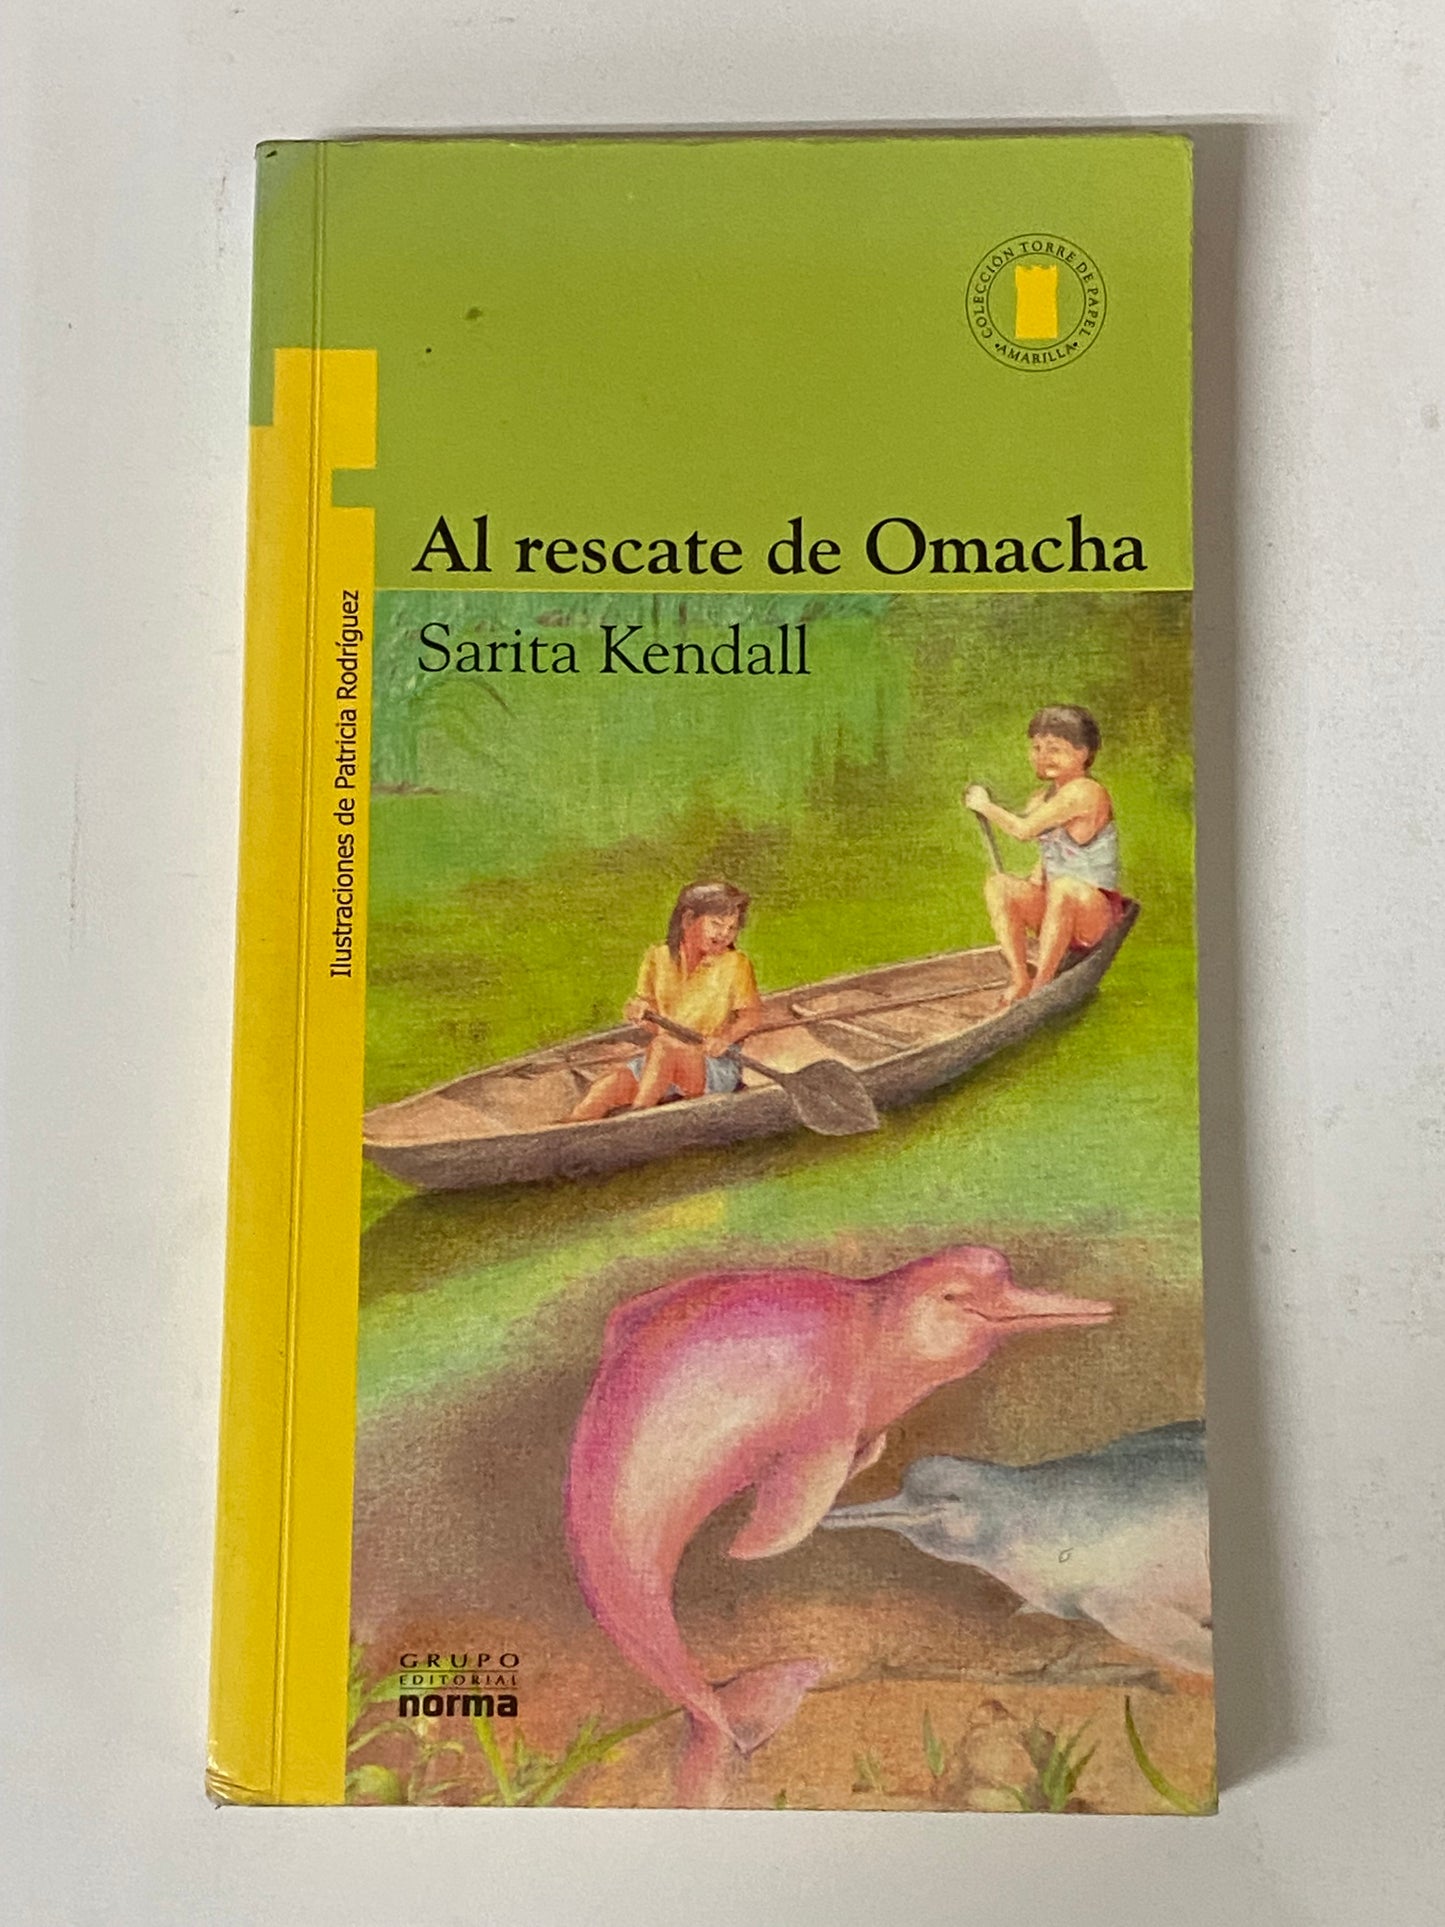 COLECCIÓN TORRE DE PAPEL
•AMARILLA•
Al rescate de Omacha
Sarita Kendall
Ilustraciones de Patricia Rodríguez
GRUPO
EDITORIAL
norma